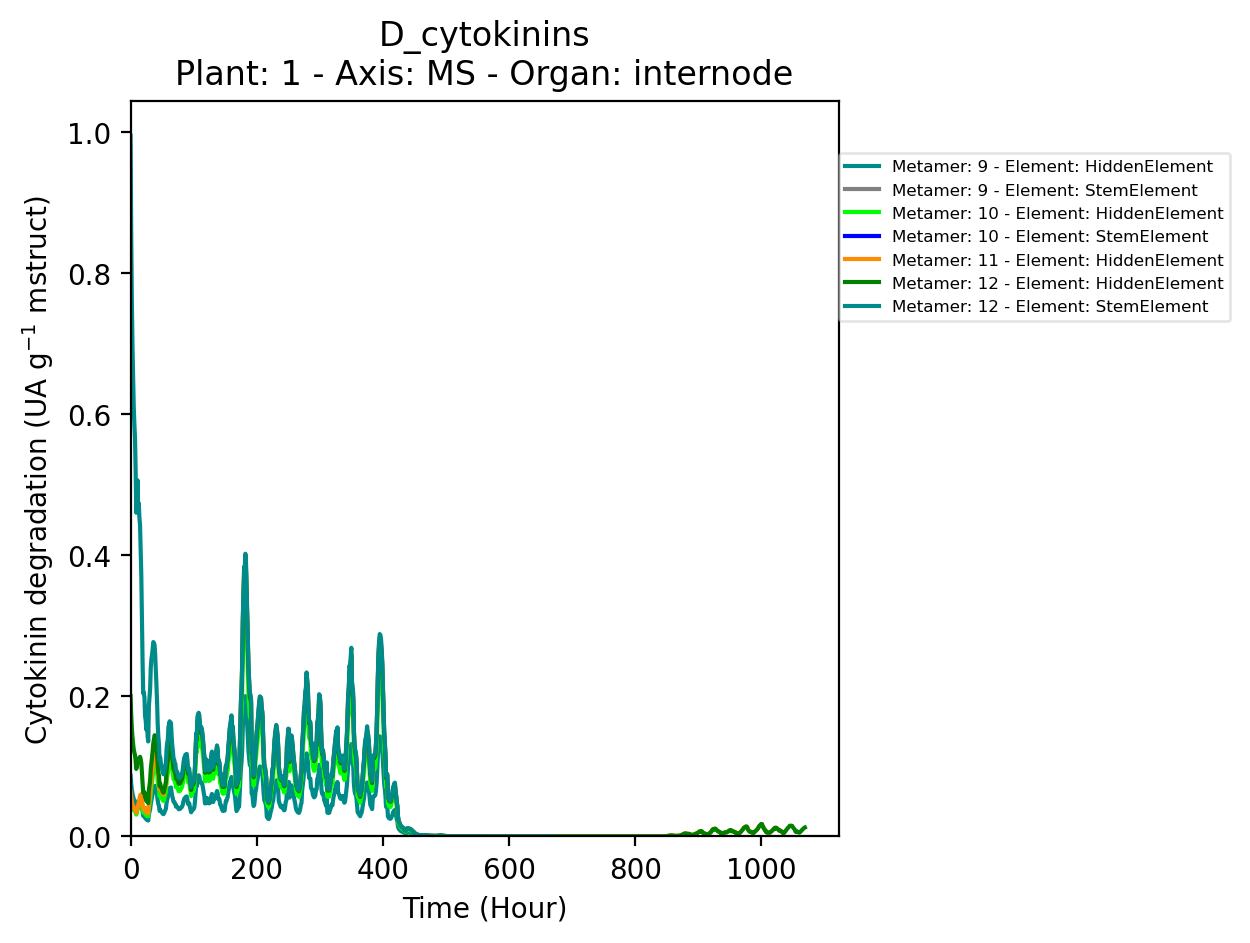 D_cytokinins
Plant: 1 - Axis: MS - Organ: internode
1.0
0.8
0.6
0.4
0.2
0.0
Cytokinin degradation (UA g⁻¹ mstruct)
0 200 400 600 800 1000
Time (Hour)
Metamer: 9 - Element: HiddenElement
Metamer: 9 - Element: StemElement
Metamer: 10 - Element: HiddenElement
Metamer: 10 - Element: StemElement
Metamer: 11 - Element: HiddenElement
Metamer: 12 - Element: HiddenElement
Metamer: 12 - Element: StemElement